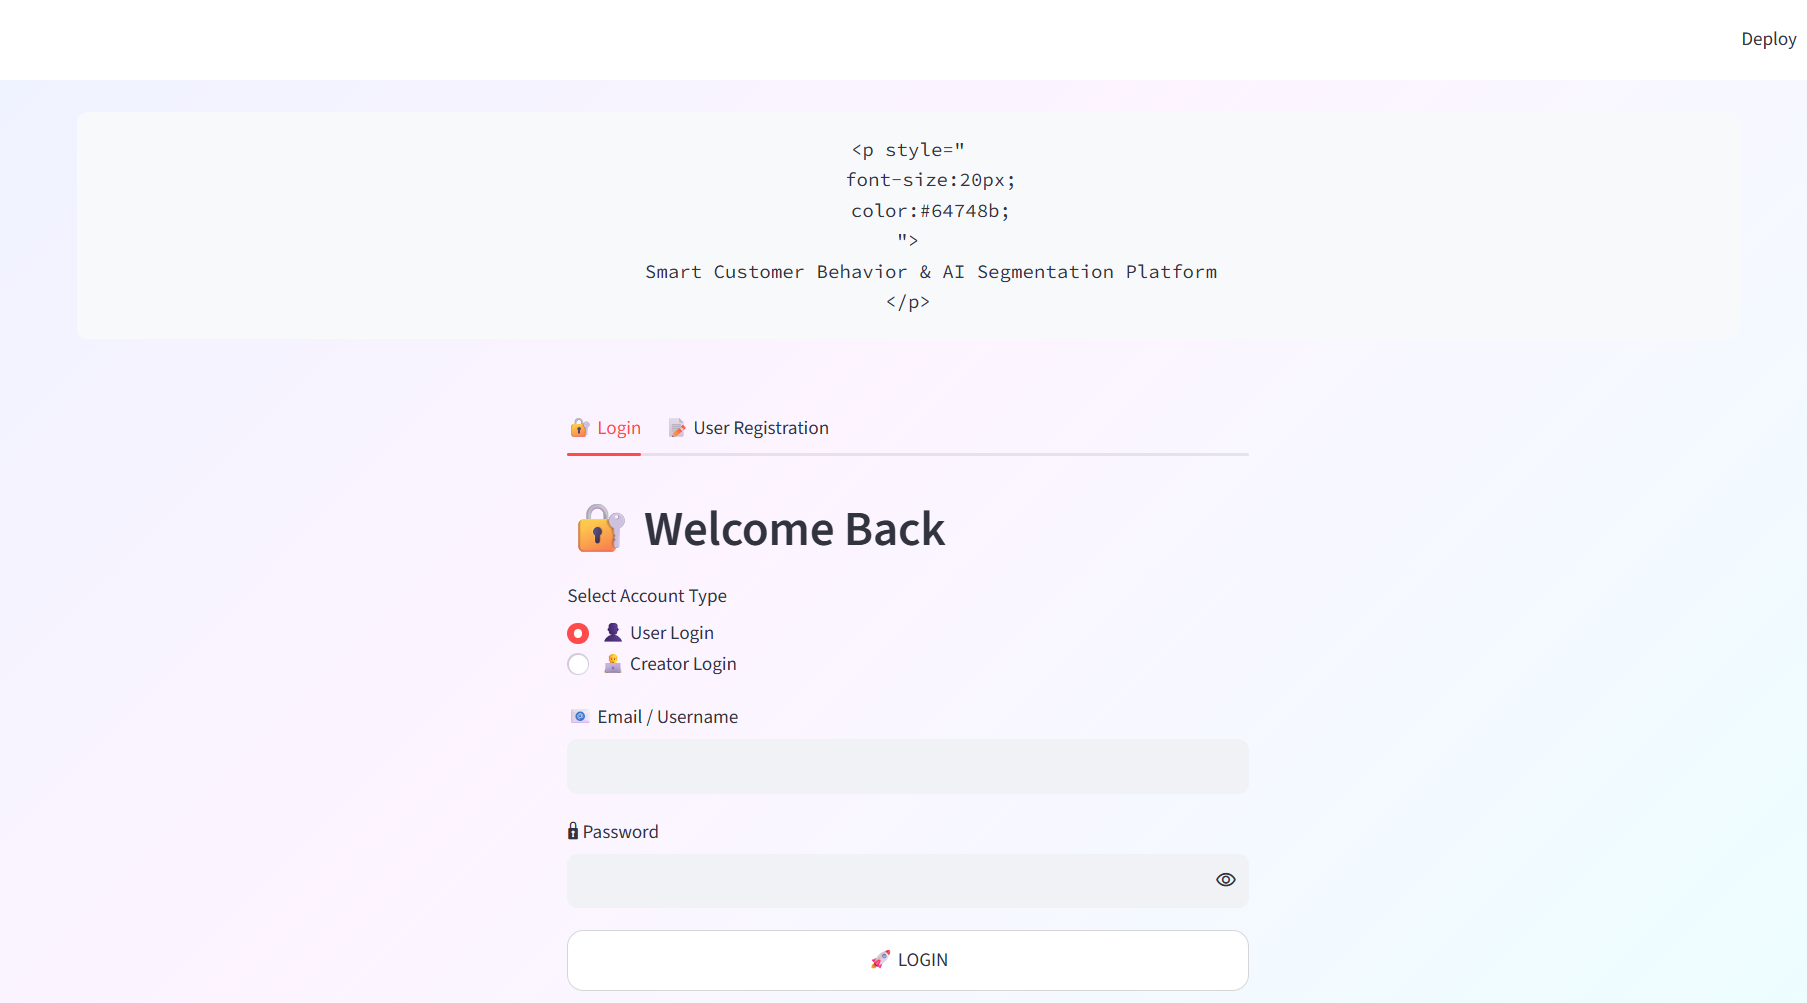 Deploy
<p style="
font-size:20px;
color:#64748b;
">
Smart Customer Behavior & AI Segmentation Platform
</p>
Login
User Registration
Welcome Back
Select Account Type
User Login
Creator Login
Email / Username
Password
LOGIN